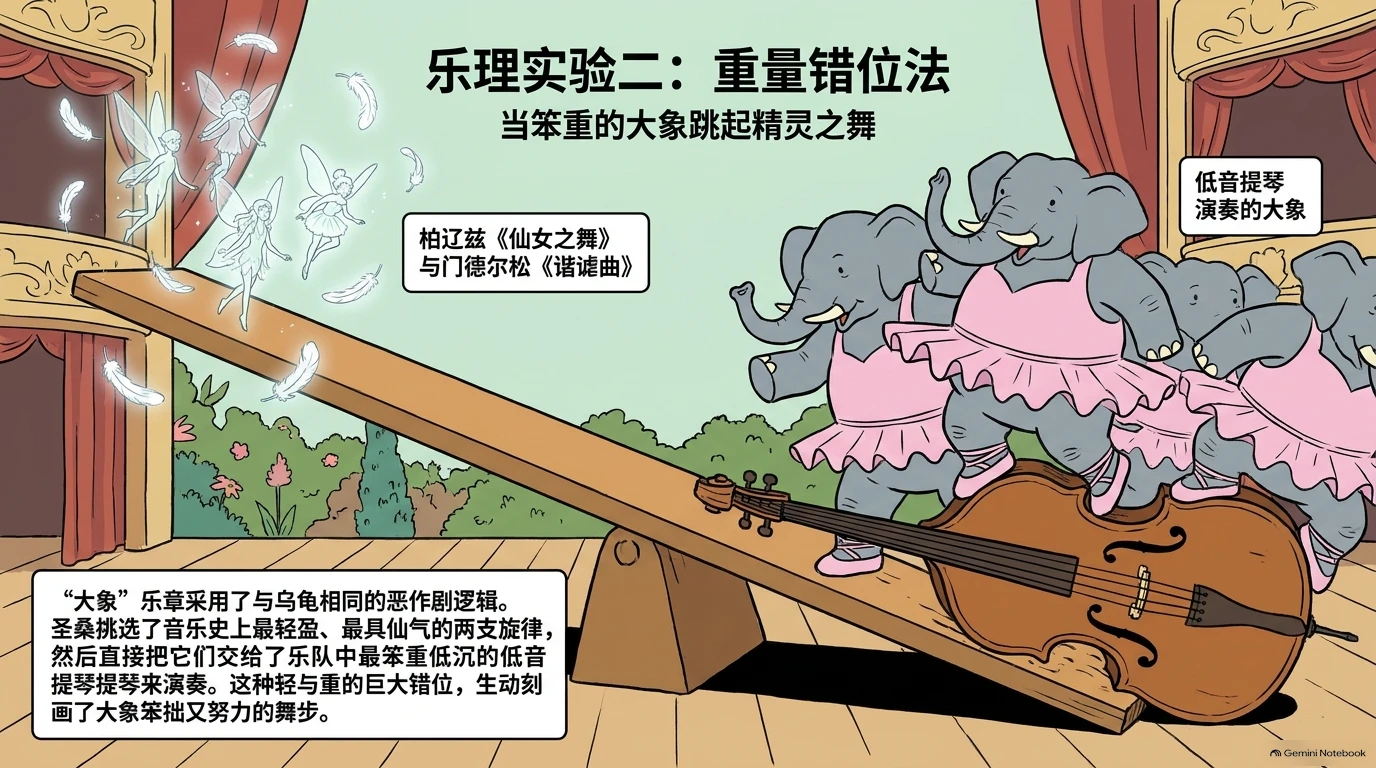 乐理实验二：重量错位法
当笨重的大象跳起精灵之舞
低音提琴
演奏的大象
柏辽兹《仙女之舞》
与门德尔松《谐谑曲》
“大象”乐章采用了与乌龟相同的恶作剧逻辑。
圣桑挑选了音乐史上最轻盈、最具仙气的两支旋律，
然后直接把它们交给了乐队中最笨重低沉的低音
提琴提琴来演奏。这种轻与重的巨大错位，生动刻
画了大象笨拙又努力的舞步。
Gemini Notebook